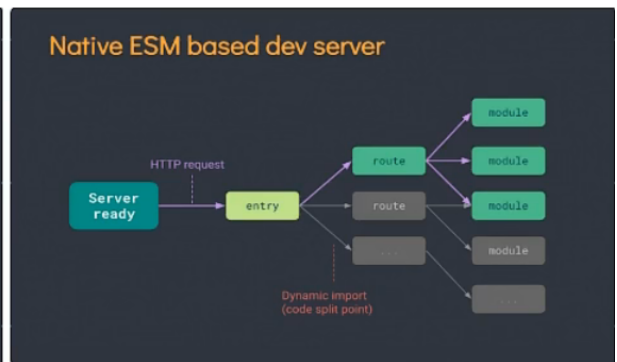 Native ESM based dev server
HTTP request
Server
ready
entry
route
route
...
module
module
module
module
...
Dynamic import
(code split point)